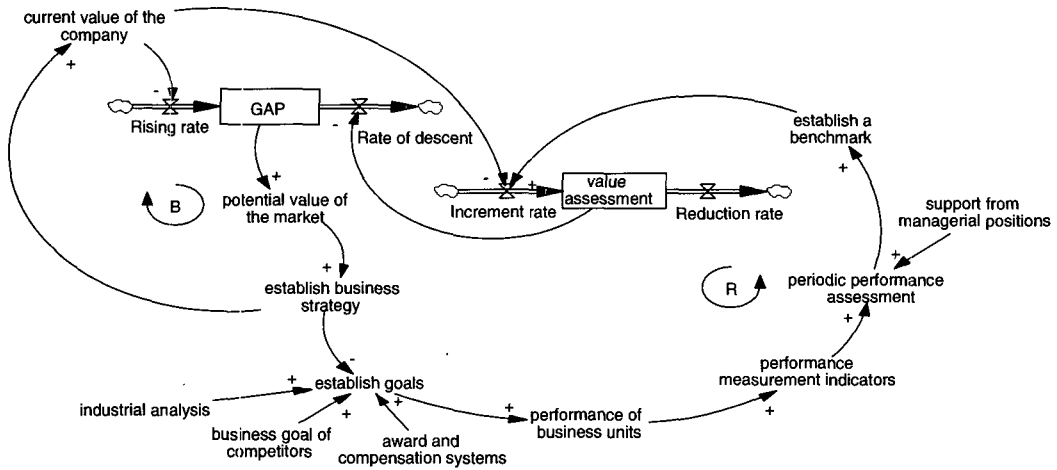 current value of the
company
+
-
GAP
Rising rate
-
Rate of descent
establish a
benchmark
+
+
-
+
value
assessment
B
potential value of
the market
Increment rate
Reduction rate
support from
managerial positions
+
+
establish business
strategy
R
periodic performance
assessment
+
-
performance
measurement indicators
+
establish goals
+
industrial analysis
+
+
+
performance of
business units
+
business goal of
competitors
award and
compensation systems